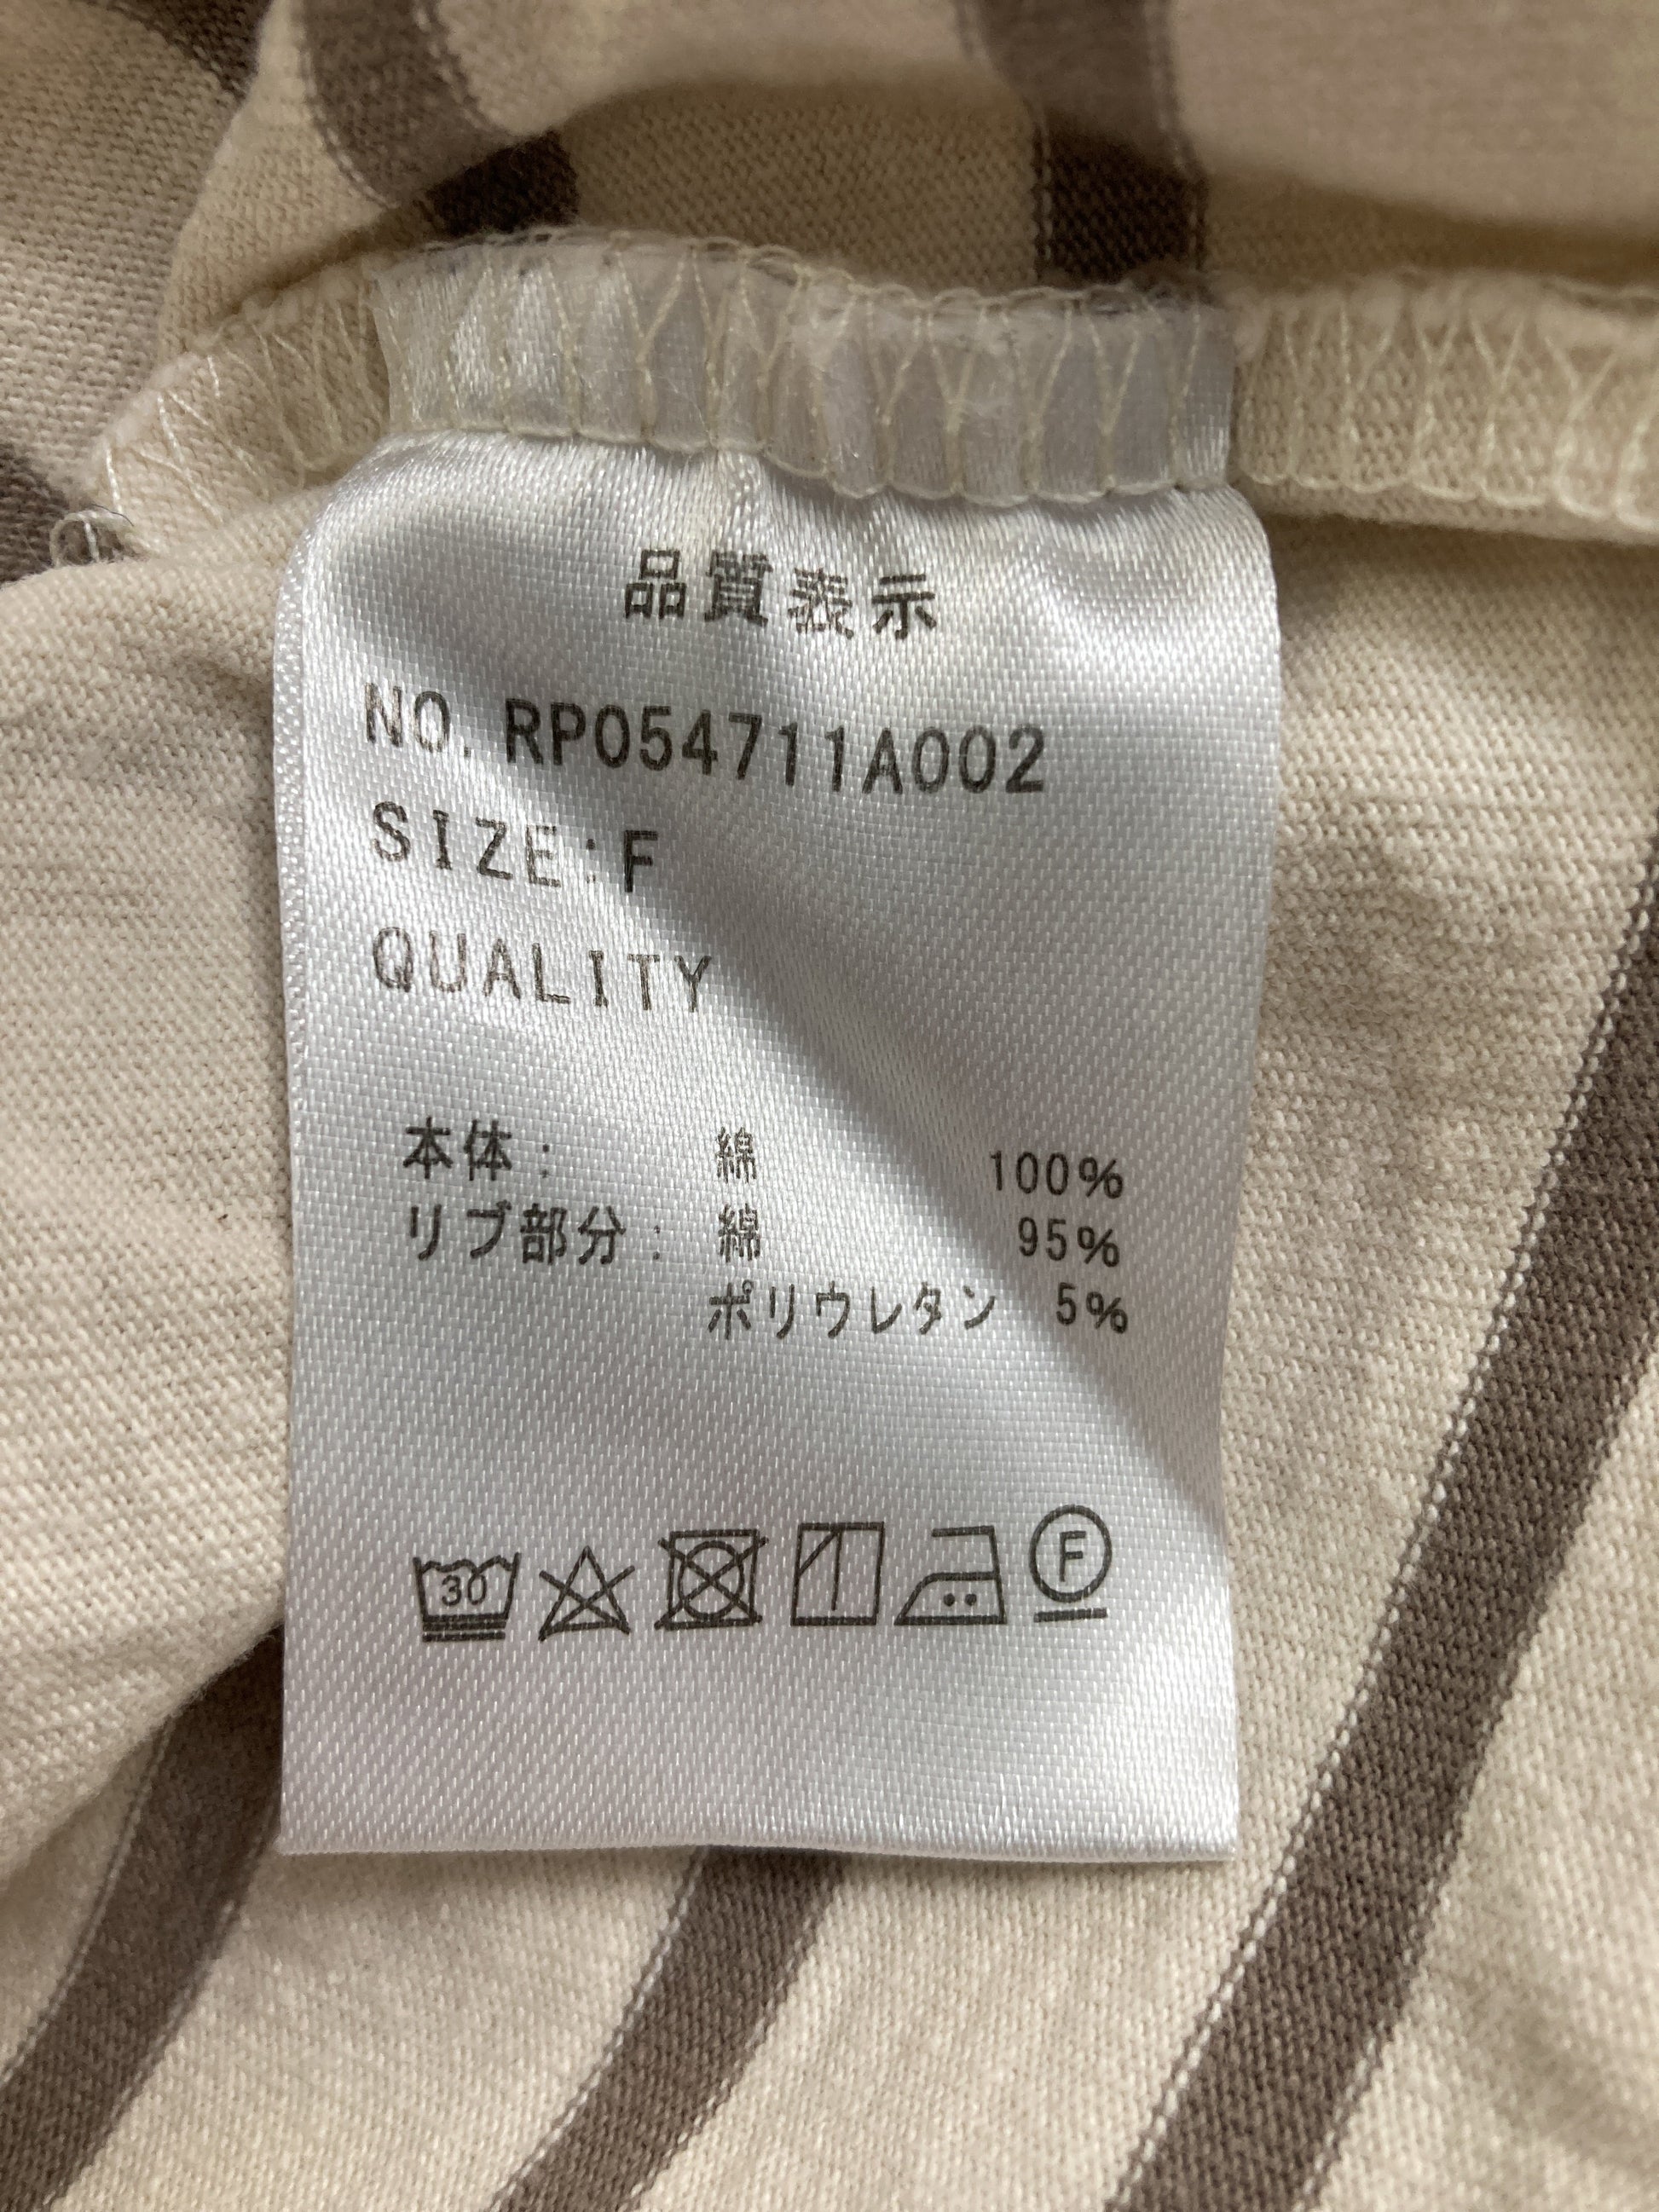 品質表示
NO. RP054711A002
SIZE:F
QUALITY
本体: 綿 100%
リブ部分: 綿 95%
ポリウレタン 5%
30 F